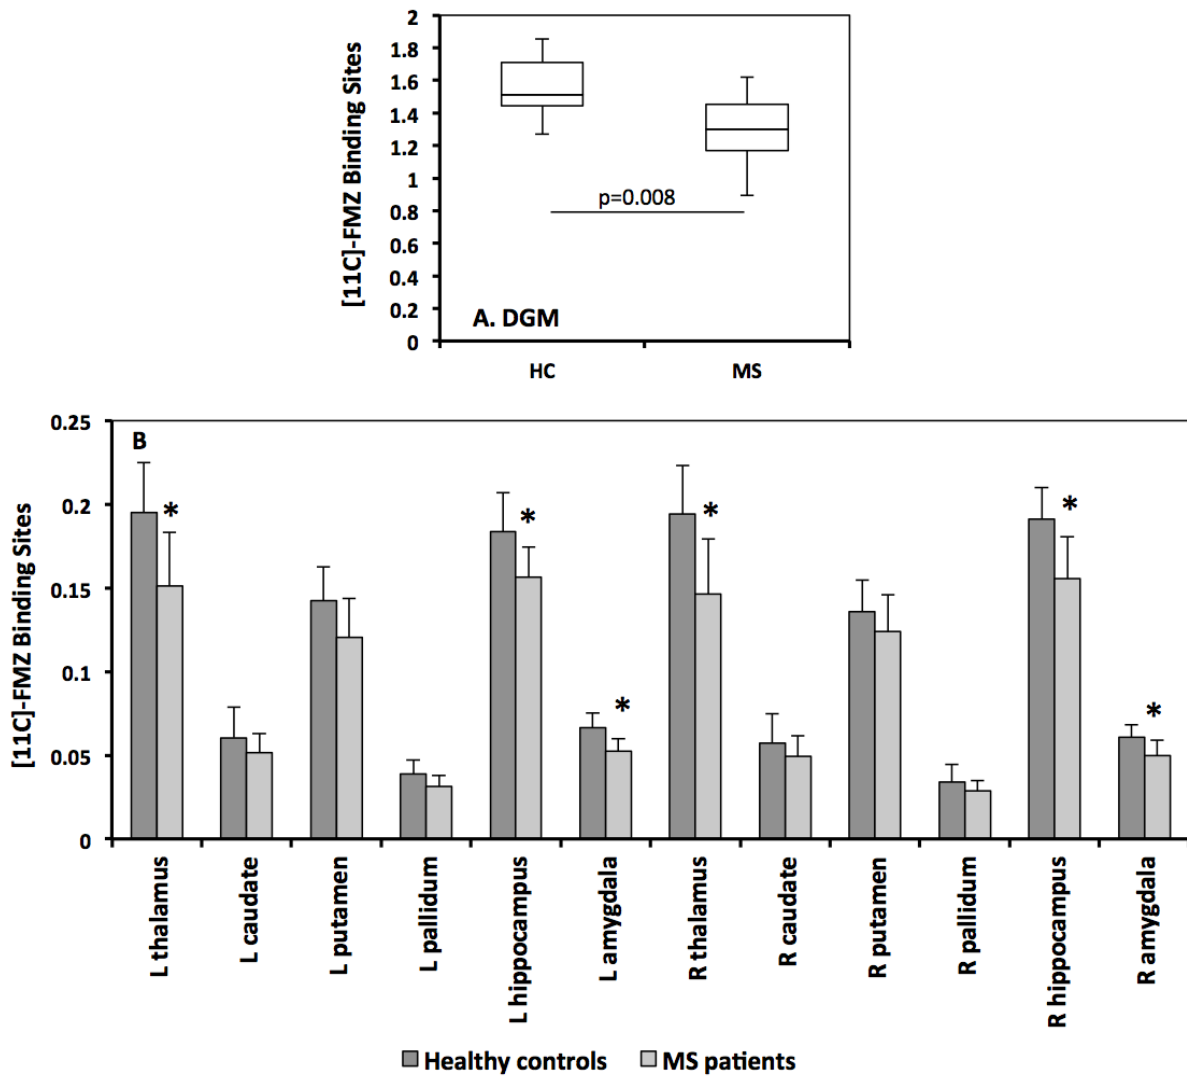 [11C]-FMZ Binding Sites
2
1.8
1.6
1.4
1.2
1
0.8
0.6
0.4
0.2
0
p=0.008
A. DGM
HC MS
[11C]-FMZ Binding Sites
0.25
0.2
0.15
0.1
0.05
0
B
*
*
*
*
*
*
L thalamus
L caudate
L putamen
L pallidum
L hippocampus
L amygdala
R thalamus
R caudate
R putamen
R pallidum
R hippocampus
R amygdala
Healthy controls MS patients